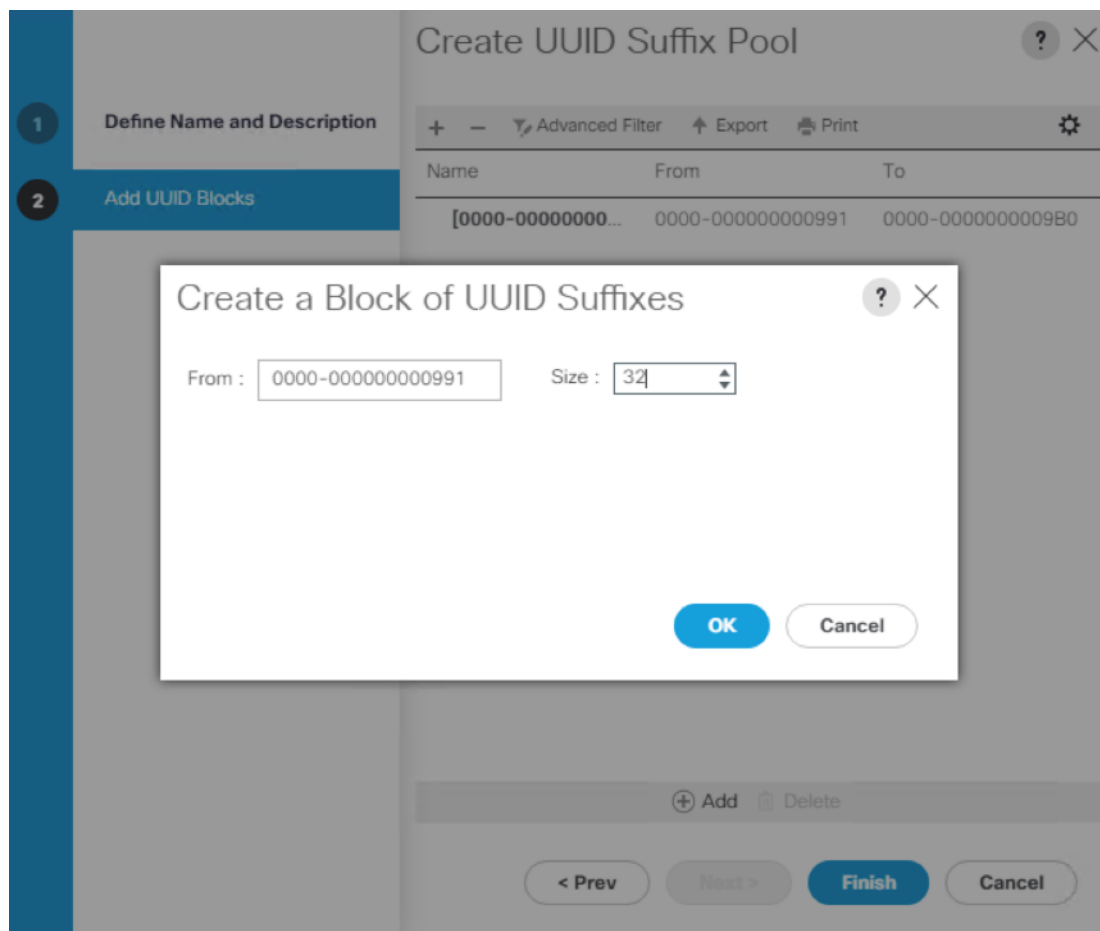 Create UUID Suffix Pool ? ×
1 Define Name and Description
+ − Advanced Filter Export Print
Name From To
2 Add UUID Blocks
[0000-00000000... 0000-000000000991 0000-0000000009B0
Create a Block of UUID Suffixes ? ×
From : 0000-000000000991 Size : 32
OK Cancel
+ Add Delete
< Prev Next > Finish Cancel